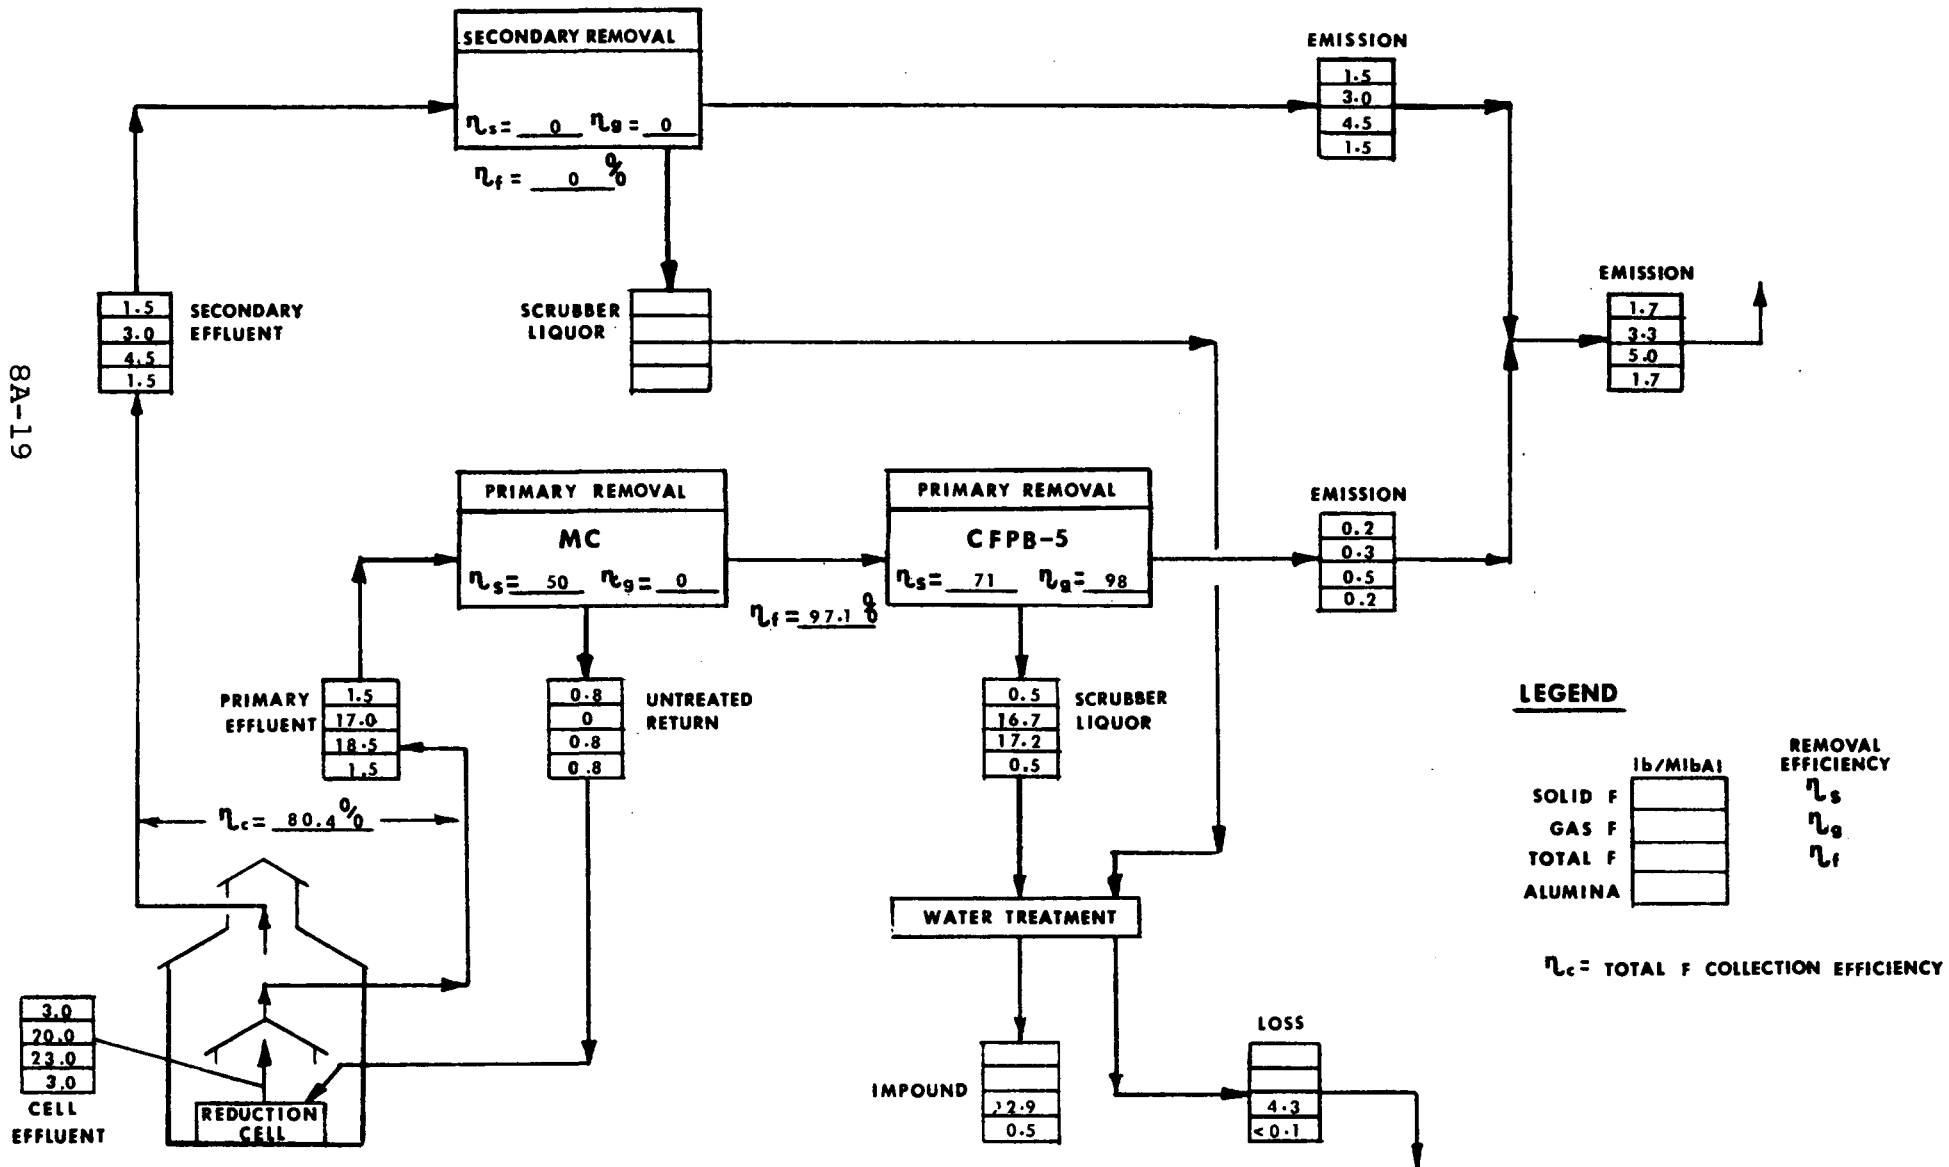 SECONDARY REMOVAL
ηs= 0 ηg= 0
ηf= 0 %
EMISSION
1.5
3.0
4.5
1.5
1.5
3.0
4.5
1.5
SECONDARY
EFFLUENT
SCRUBBER
LIQUOR
EMISSION
1.7
3.3
5.0
1.7
8A-19
PRIMARY REMOVAL
MC
ηs= 50 ηg= 0
PRIMARY REMOVAL
CFPB-5
ηs= 71 ηg= 98
ηf= 97.1 %
EMISSION
0.2
0.3
0.5
0.2
PRIMARY
EFFLUENT
1.5
17.0
18.5
1.5
0.8
0
0.8
0.8
UNTREATED
RETURN
0.5
16.7
17.2
0.5
SCRUBBER
LIQUOR
ηc= 80.4%
WATER TREATMENT
3.0
20.0
23.0
3.0
CELL
EFFLUENT
REDUCTION
CELL
IMPOUND
2.9
0.5
LOSS
4.3
<0.1
LEGEND
lb/MlbAl
REMOVAL
EFFICIENCY
SOLID F ηs
GAS F ηg
TOTAL F ηf
ALUMINA
ηc= TOTAL F COLLECTION EFFICIENCY